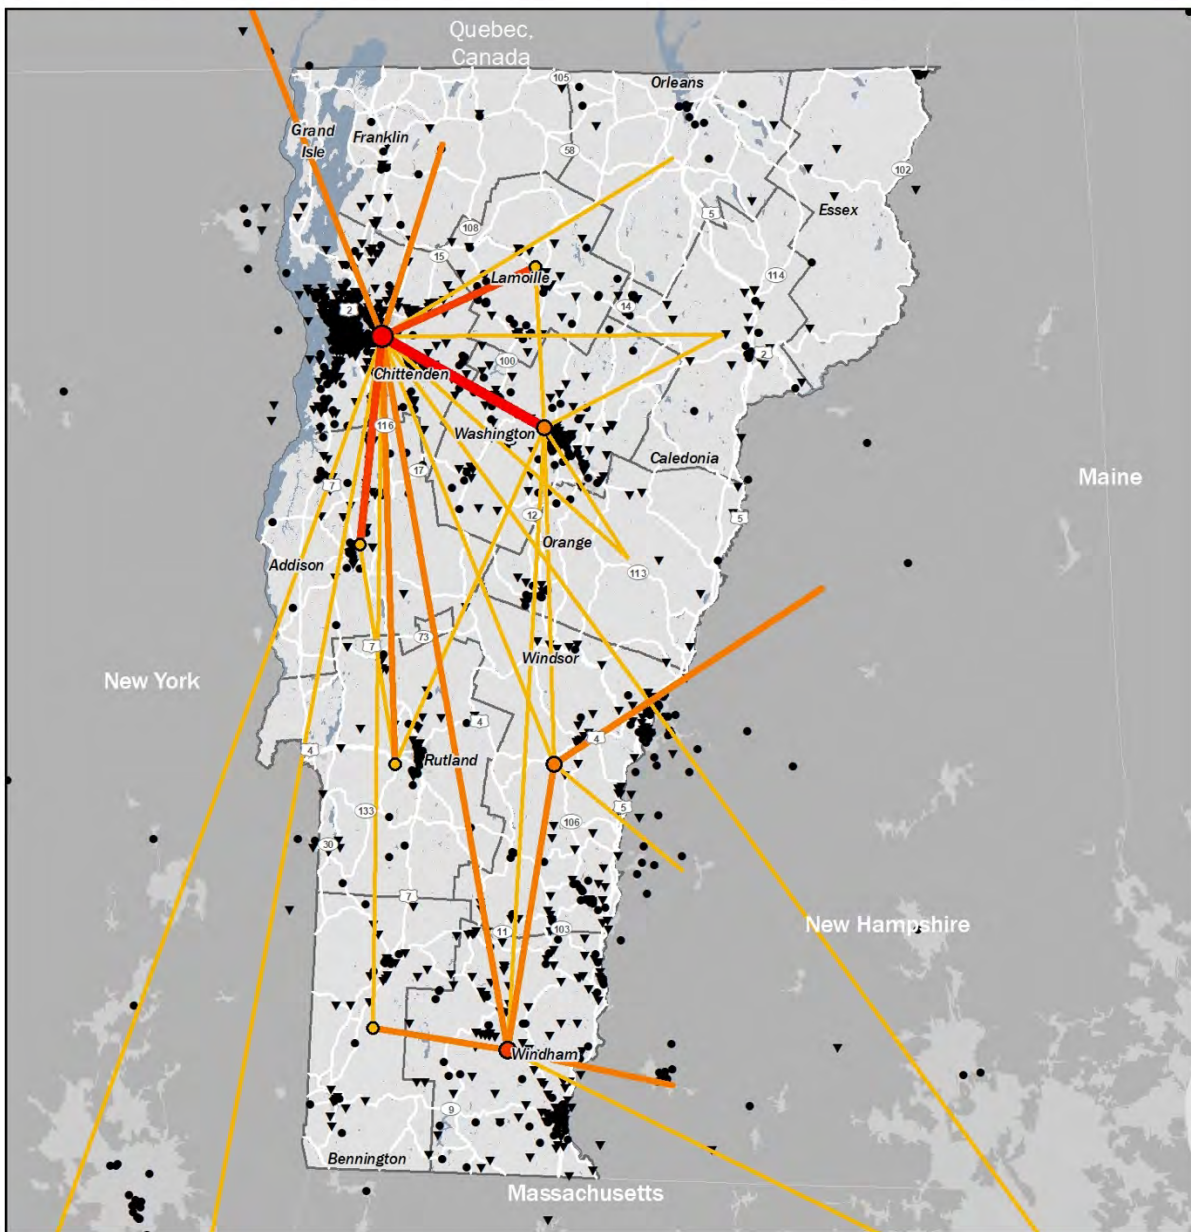 Quebec,
Canada
105
Orleans
Grand
Isle
Franklin
58
102
Essex
5
108
15
114
Lamoille
2
14
100
2
Chittenden
116
Washington
Caledonia
17
Maine
7
12
5
Orange
Addison
113
73
7
Windsor
New York
4
4
4
Rutland
133
5
106
30
7
New Hampshire
11
103
Windham
9
Bennington
Massachusetts